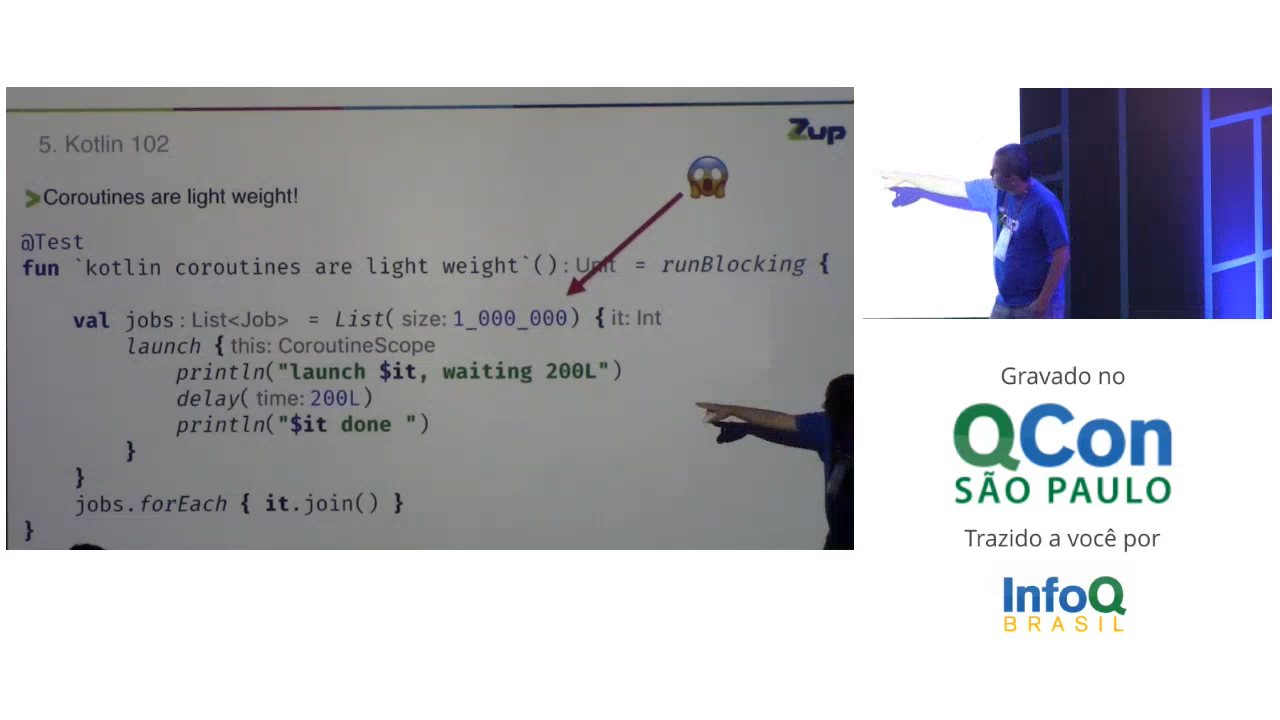 5. Kotlin 102
Zup
Coroutines are light weight!
@Test
fun `kotlin coroutines are light weight`() : Unit = runBlocking {
val jobs : List<Job> = List( size: 1_000_000) { it: Int
launch { this: CoroutineScope
println("launch $it, waiting 200L")
delay( time: 200L)
println("$it done ")
}
}
jobs.forEach { it.join() }
}
Zup
Gravado no
QCon
SÃO PAULO
Trazido a você por
InfoQ
BRASIL